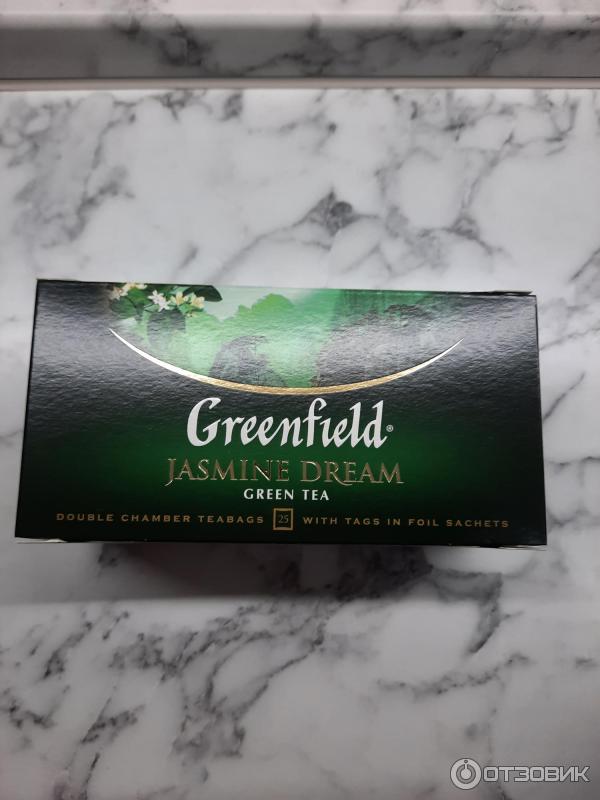 Greenfield®
JASMINE DREAM
GREEN TEA
DOUBLE CHAMBER TEABAGS 25 WITH TAGS IN FOIL SACHETS
ОТЗОВИК